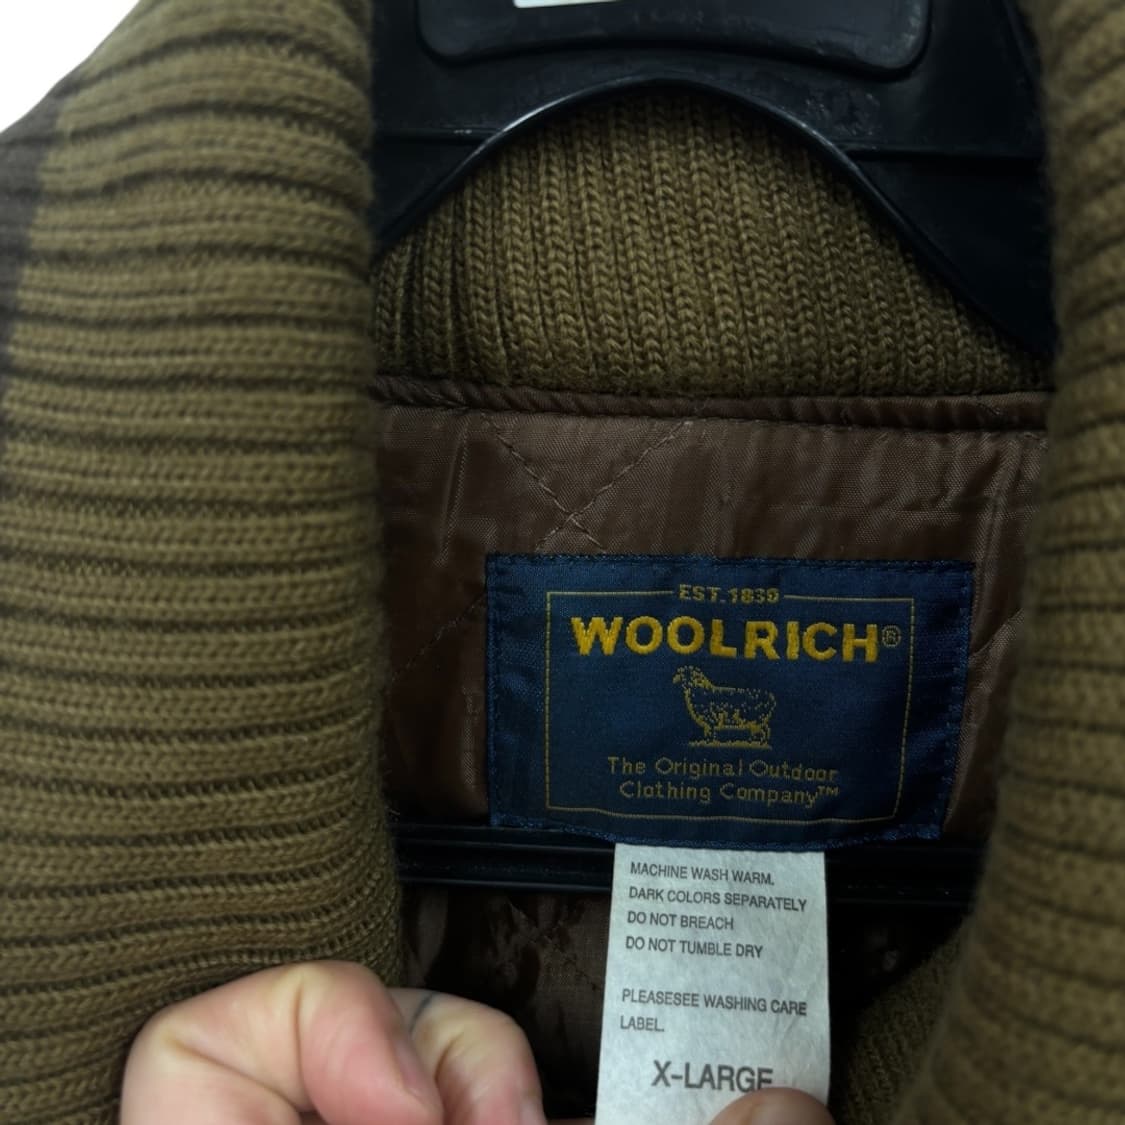 EST. 1830
WOOLRICH®
The Original Outdoor
Clothing Company™
MACHINE WASH WARM.
DARK COLORS SEPARATELY
DO NOT BREACH
DO NOT TUMBLE DRY
PLEASESEE WASHING CARE
LABEL.
X-LARGE